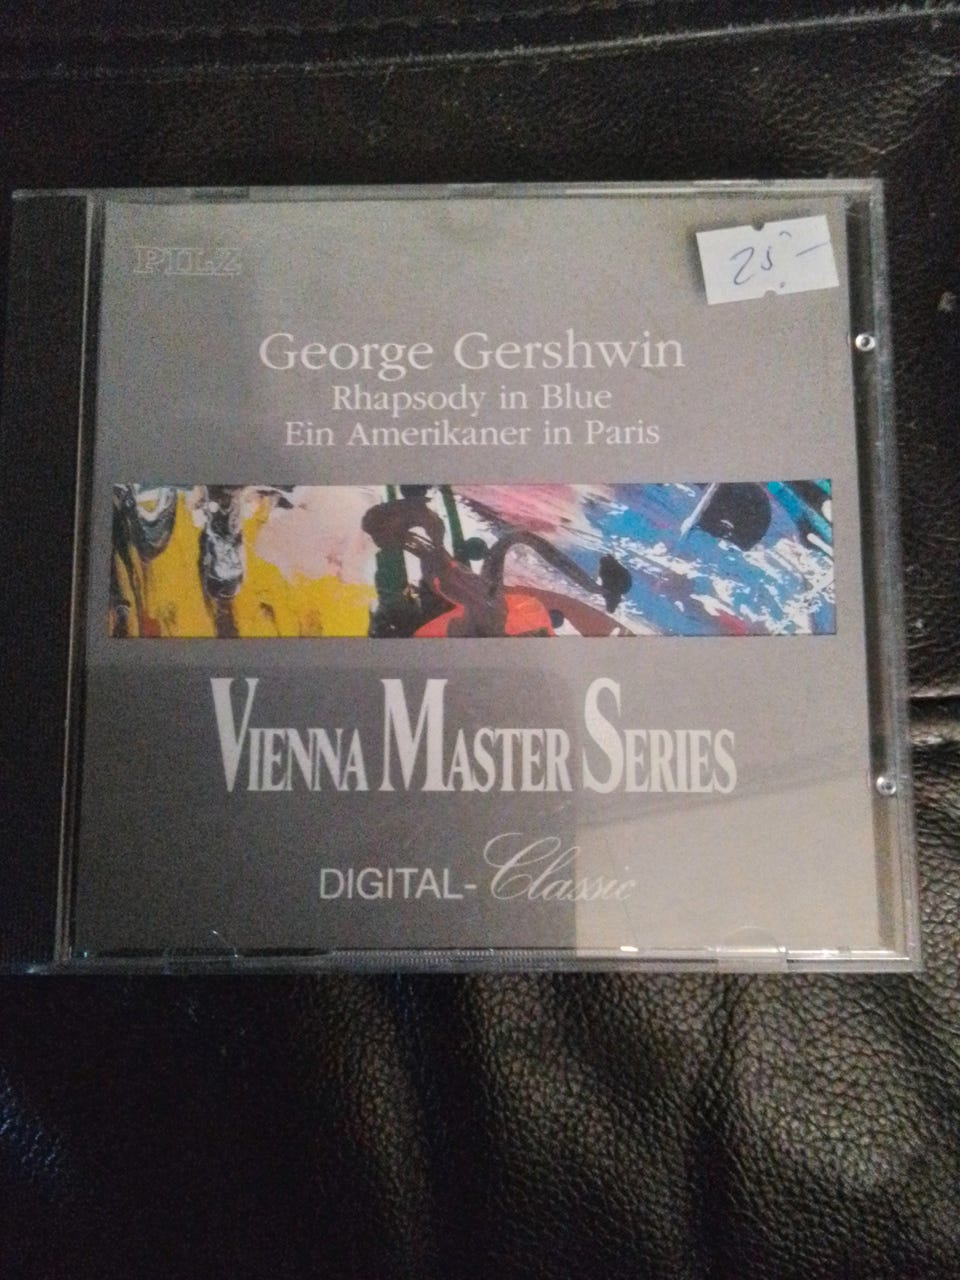 PILZ
25.-
George Gershwin
Rhapsody in Blue
Ein Amerikaner in Paris
VIENNA MASTER SERIES
DIGITAL-Classic